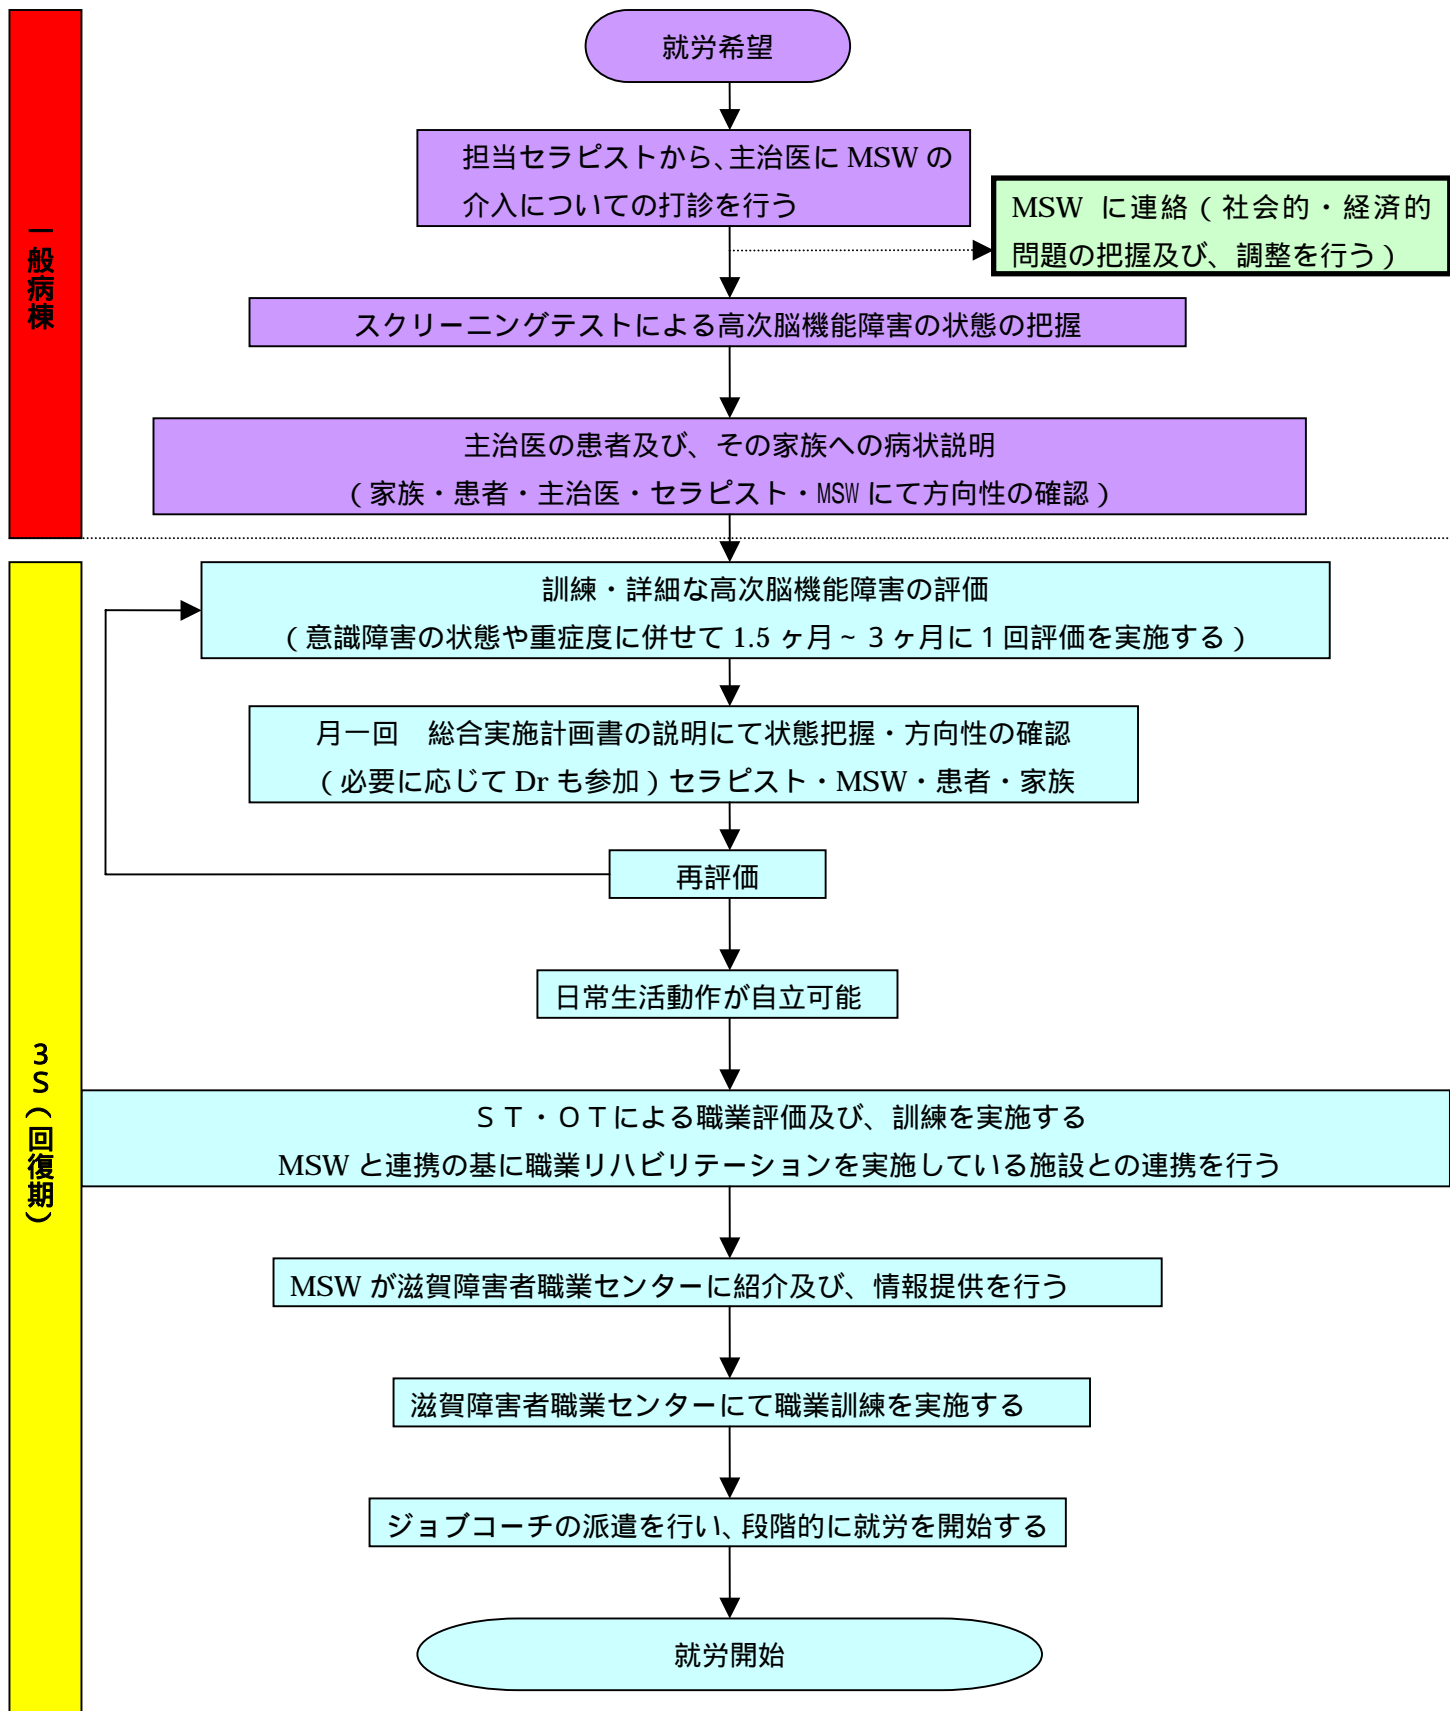 就労希望
担当セラピストから、主治医に MSW の
介入についての打診を行う
MSW に連絡（社会的・経済的
問題の把握及び、調整を行う）
一般病棟
スクリーニングテストによる高次脳機能障害の状態の把握
主治医の患者及び、その家族への病状説明
（家族・患者・主治医・セラピスト・MSW にて方向性の確認）
訓練・詳細な高次脳機能障害の評価
（意識障害の状態や重症度に併せて 1.5 ヶ月~３ヶ月に１回評価を実施する）
月一回　総合実施計画書の説明にて状態把握・方向性の確認
（必要に応じて Dr も参加）セラピスト・MSW・患者・家族
再評価
日常生活動作が自立可能
３Ｓ（回復期）
ＳＴ・ＯＴによる職業評価及び、訓練を実施する
MSW と連携の基に職業リハビリテーションを実施している施設との連携を行う
MSW が滋賀障害者職業センターに紹介及び、情報提供を行う
滋賀障害者職業センターにて職業訓練を実施する
ジョブコーチの派遣を行い、段階的に就労を開始する
就労開始